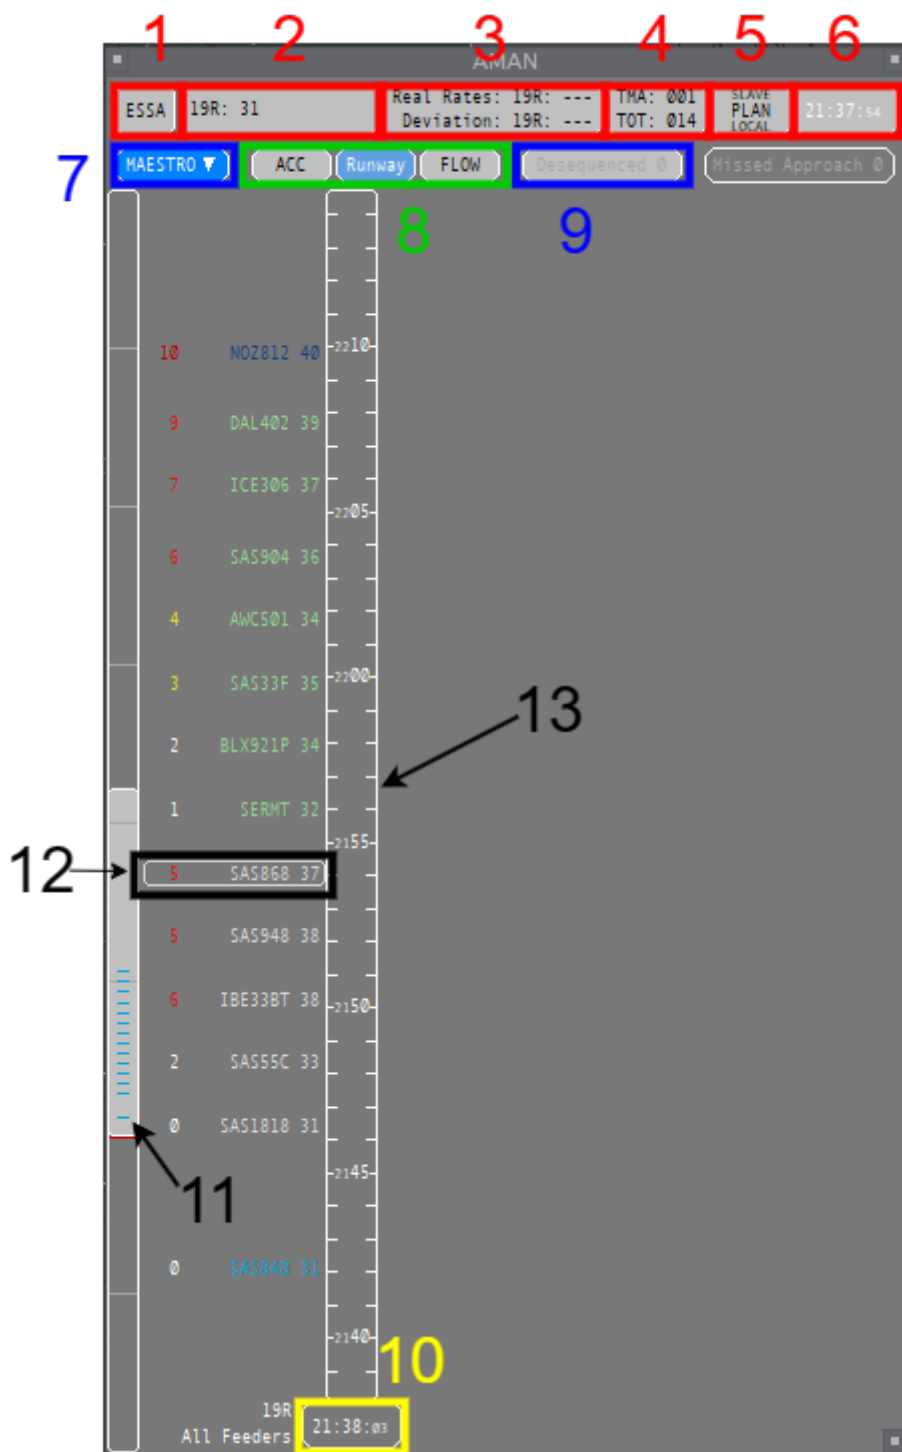 1 2 3 4 5 6
AMAN
ESSA 19R: 31 Real Rates: 19R: --- TMA: 001 SLAVE 21:37:54
Deviation: 19R: --- TOT: 014 PLAN
LOCAL
7 MAESTRO ▼ ACC Runway FLOW Desequenced 0 Missed Approach 0
8 9
10 NOZ812 40 2210
9 DAL402 39
7 ICE306 37
2205
6 SAS904 36
4 AWC501 34
3 SAS33F 35 2200
13
2 BLX921P 34
1 SERMT 32
2155
12 5 SAS868 37
5 SAS948 38
6 IBE33BT 38 2150
2 SAS55C 33
0 SAS1818 31
2145
11
0 SAS848 31
2140
10
19R
All Feeders 21:38:03